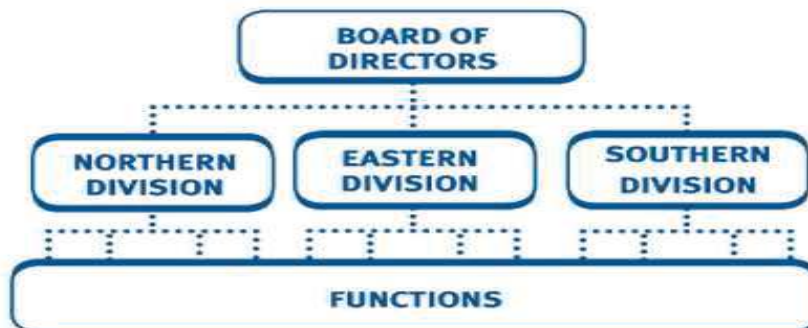 BOARD OF
DIRECTORS
NORTHERN
DIVISION
EASTERN
DIVISION
SOUTHERN
DIVISION
FUNCTIONS